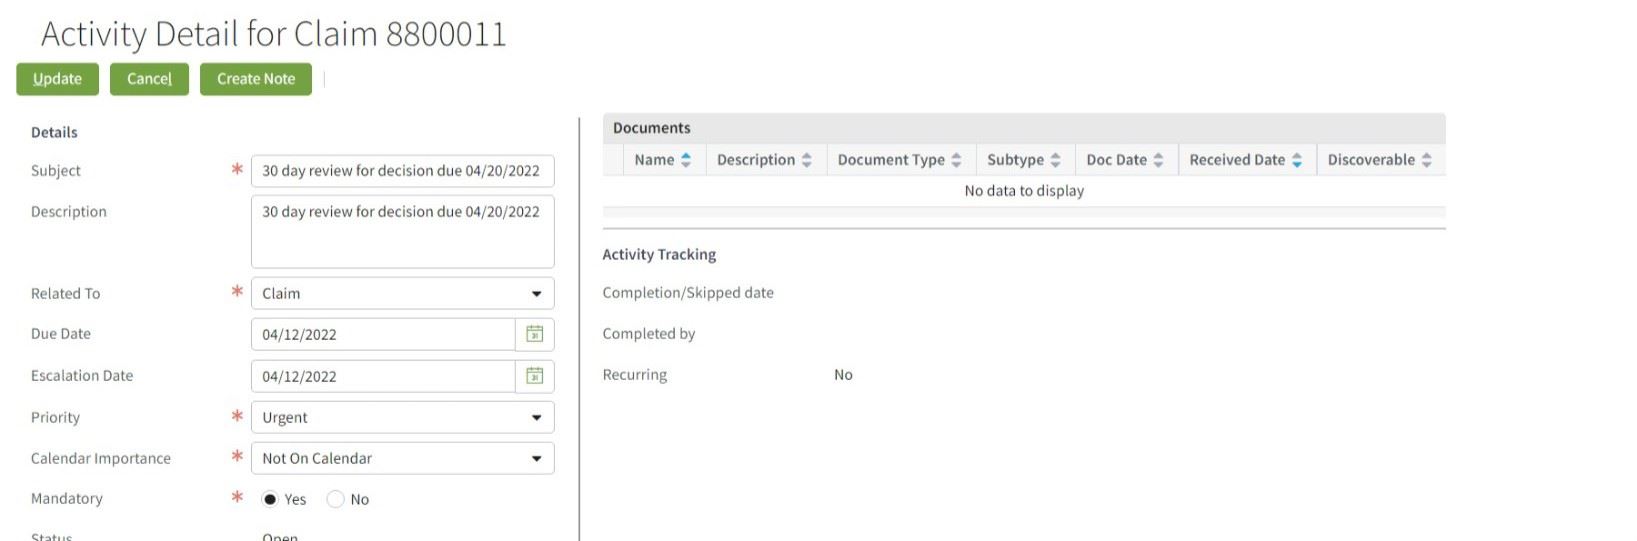 Activity Detail for Claim 8800011
Update Cancel Create Note
Details
Subject * 30 day review for decision due 04/20/2022
Description 30 day review for decision due 04/20/2022
Related To * Claim
Due Date 04/12/2022
Escalation Date 04/12/2022
Priority * Urgent
Calendar Importance * Not On Calendar
Mandatory * Yes No
Status Open
Documents
Name Description Document Type Subtype Doc Date Received Date Discoverable
No data to display
Activity Tracking
Completion/Skipped date
Completed by
Recurring No